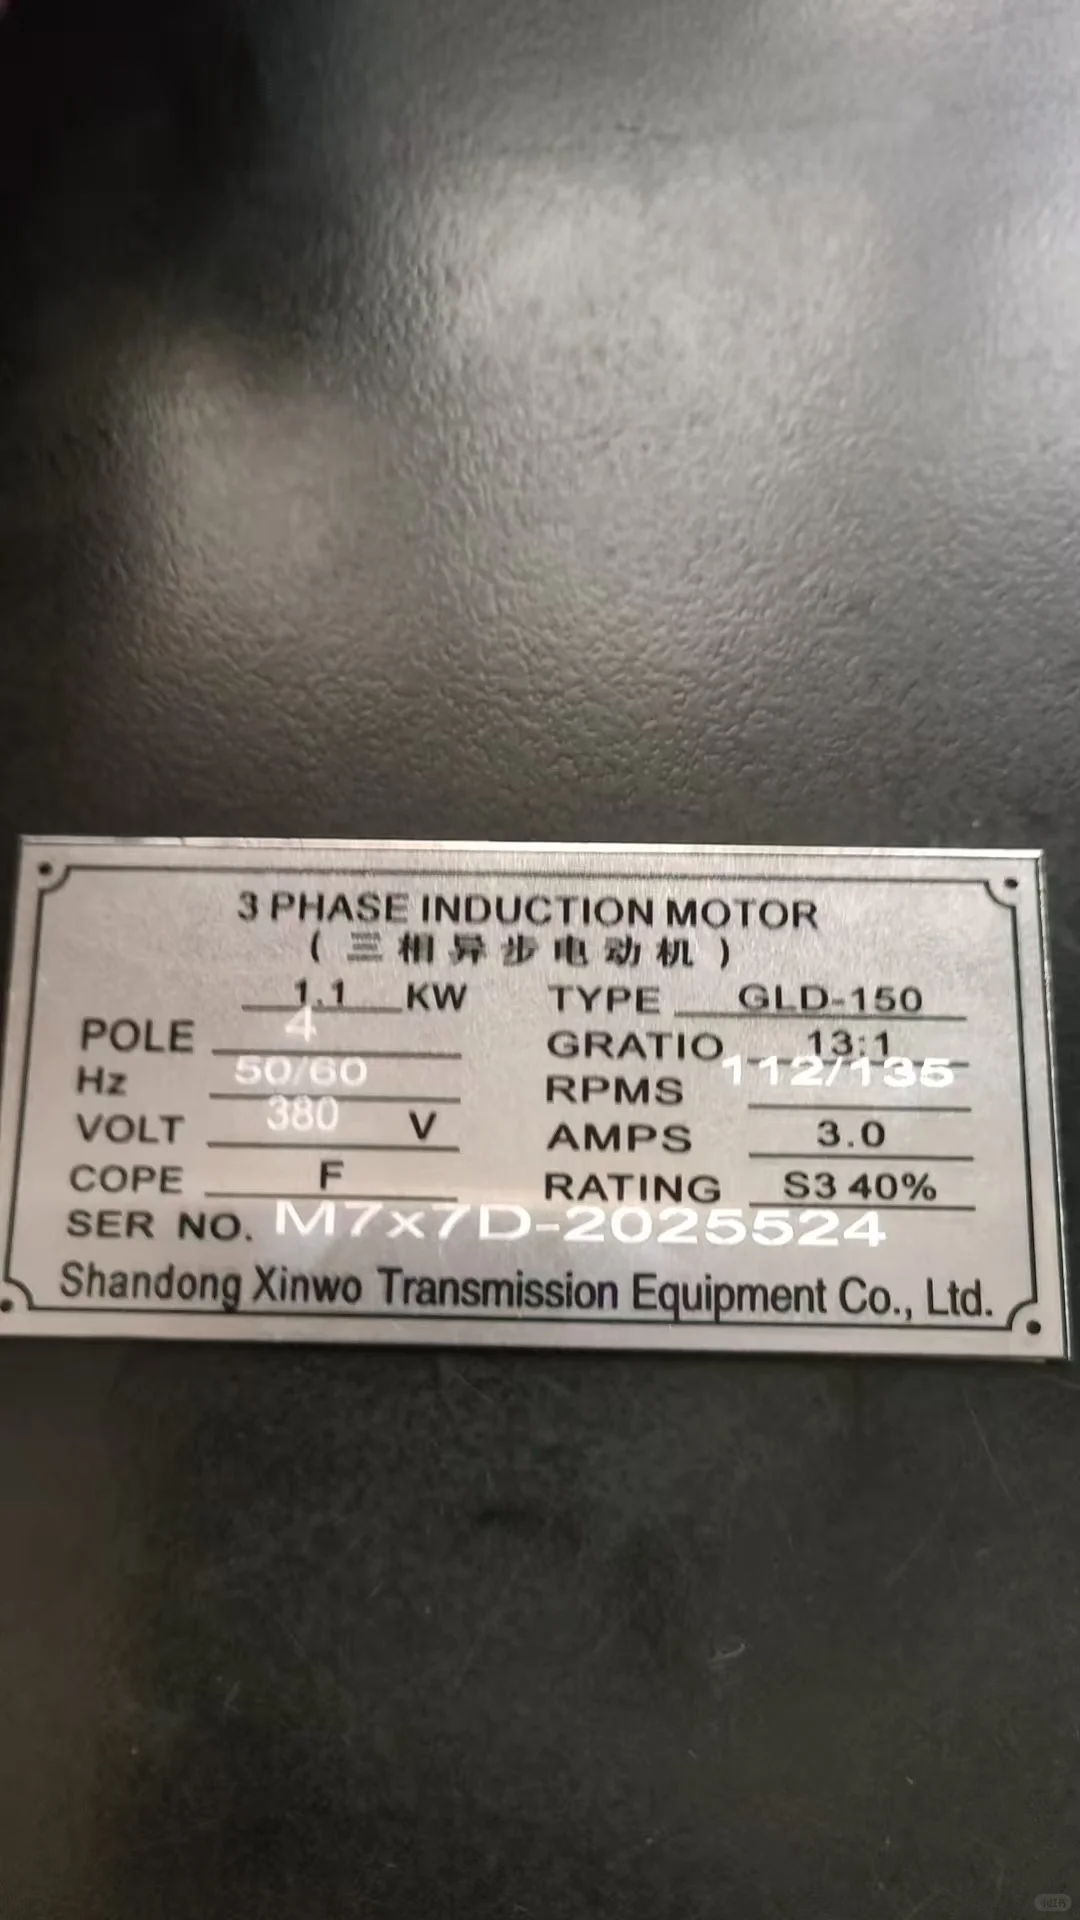 3 PHASE INDUCTION MOTOR
(三相异步电动机)
1.1 KW TYPE GLD-150
POLE 4 GRATIO 13:1
Hz 50/60 RPMS 112/135
VOLT 380 V AMPS 3.0
COPE F RATING S3 40%
SER NO. M7x7D-2025524
Shandong Xinwo Transmission Equipment Co., Ltd.